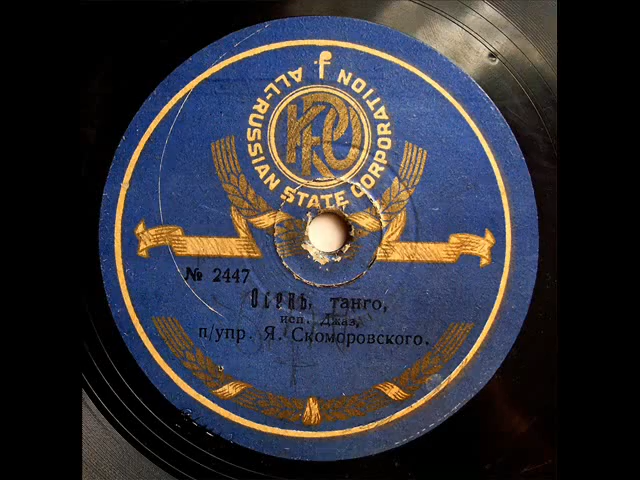 ALL-RUSSIAN STATE CORPORATION
№ 2447
Осень, танго,
исп. Джаз,
п/упр. Я. Скоморовского.